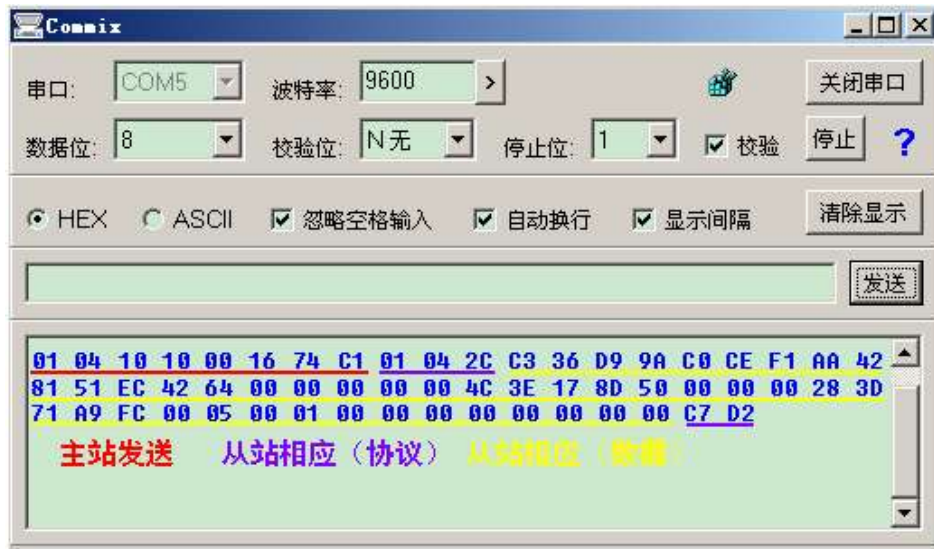 Commix
串口: COM5 波特率: 9600 > 关闭串口
数据位: 8 校验位: N 无 停止位: 1 校验 停止 ?
HEX ASCII 忽略空格输入 自动换行 显示间隔 清除显示
发送
01 04 10 10 00 16 74 C1 01 04 2C C3 36 D9 9A C0 CE F1 AA 42
81 51 EC 42 64 00 00 00 00 00 4C 3E 17 8D 50 00 00 00 28 3D
71 A9 FC 00 05 00 01 00 00 00 00 00 00 00 00 C7 D2
主站发送 从站相应（协议） 从站相应（数据）